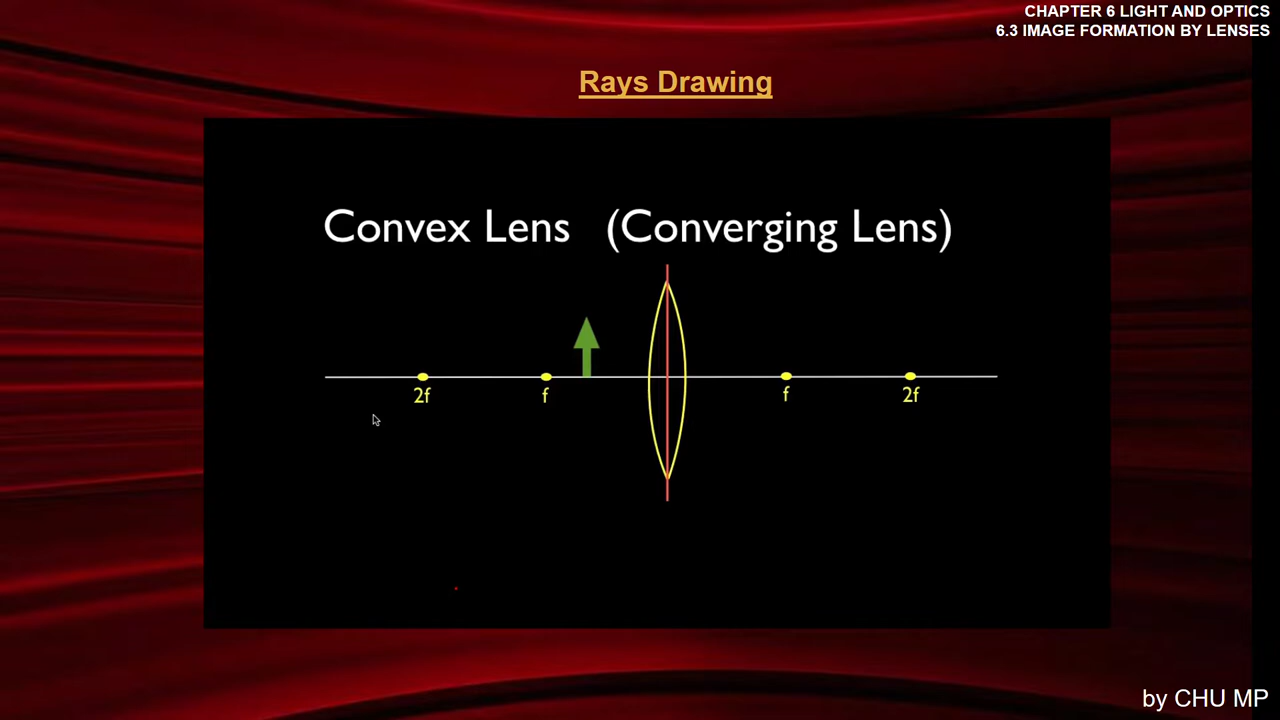 CHAPTER 6 LIGHT AND OPTICS
6.3 IMAGE FORMATION BY LENSES
Rays Drawing
Convex Lens (Converging Lens)
2f f f 2f
by CHU MP